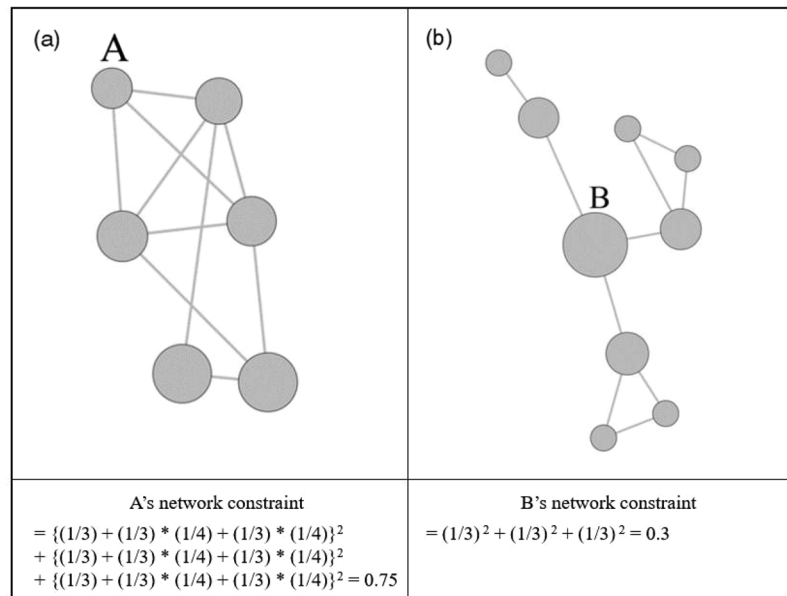 (a)
A
(b)
B
A's network constraint
= {(1/3) + (1/3) * (1/4) + (1/3) * (1/4)}²
+ {(1/3) + (1/3) * (1/4) + (1/3) * (1/4)}²
+ {(1/3) + (1/3) * (1/4) + (1/3) * (1/4)}² = 0.75
B's network constraint
= (1/3)² + (1/3)² + (1/3)² = 0.3